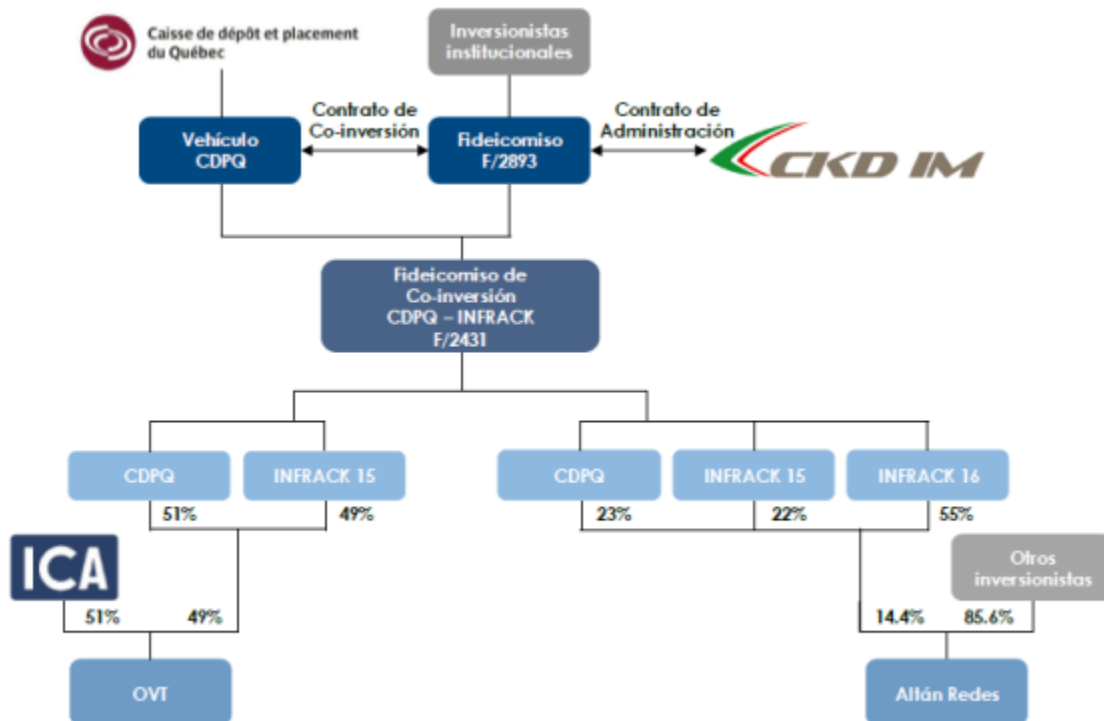 Caisse de dépôt et placement
du Québec
Inversionistas
institucionales
Contrato de
Co-inversión
Contrato de
Administración
Vehículo
CDPQ
Fideicomiso
F/2893
CKD IM
Fideicomiso de
Co-inversión
CDPQ – INFRACK
F/2431
CDPQ
INFRACK 15
CDPQ
INFRACK 15
INFRACK 16
51%
49%
23%
22%
55%
ICA
Otros
inversionistas
51%
49%
14.4%
85.6%
OVT
Altán Redes